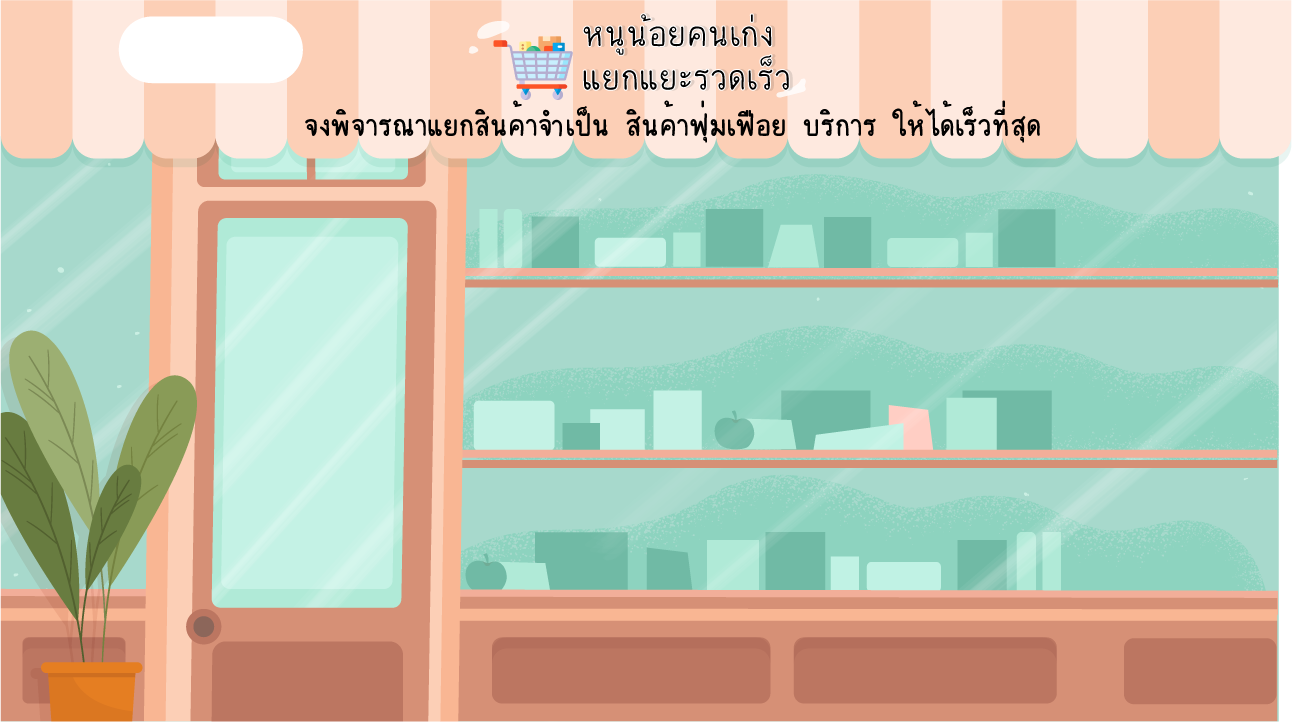 หนูน้อยคนเก่ง
แยกแยะรวดเร็ว
จงพิจารณาแยกสินค้าจำเป็น สินค้าฟุ่มเฟือย บริการ ให้ได้เร็วที่สุด